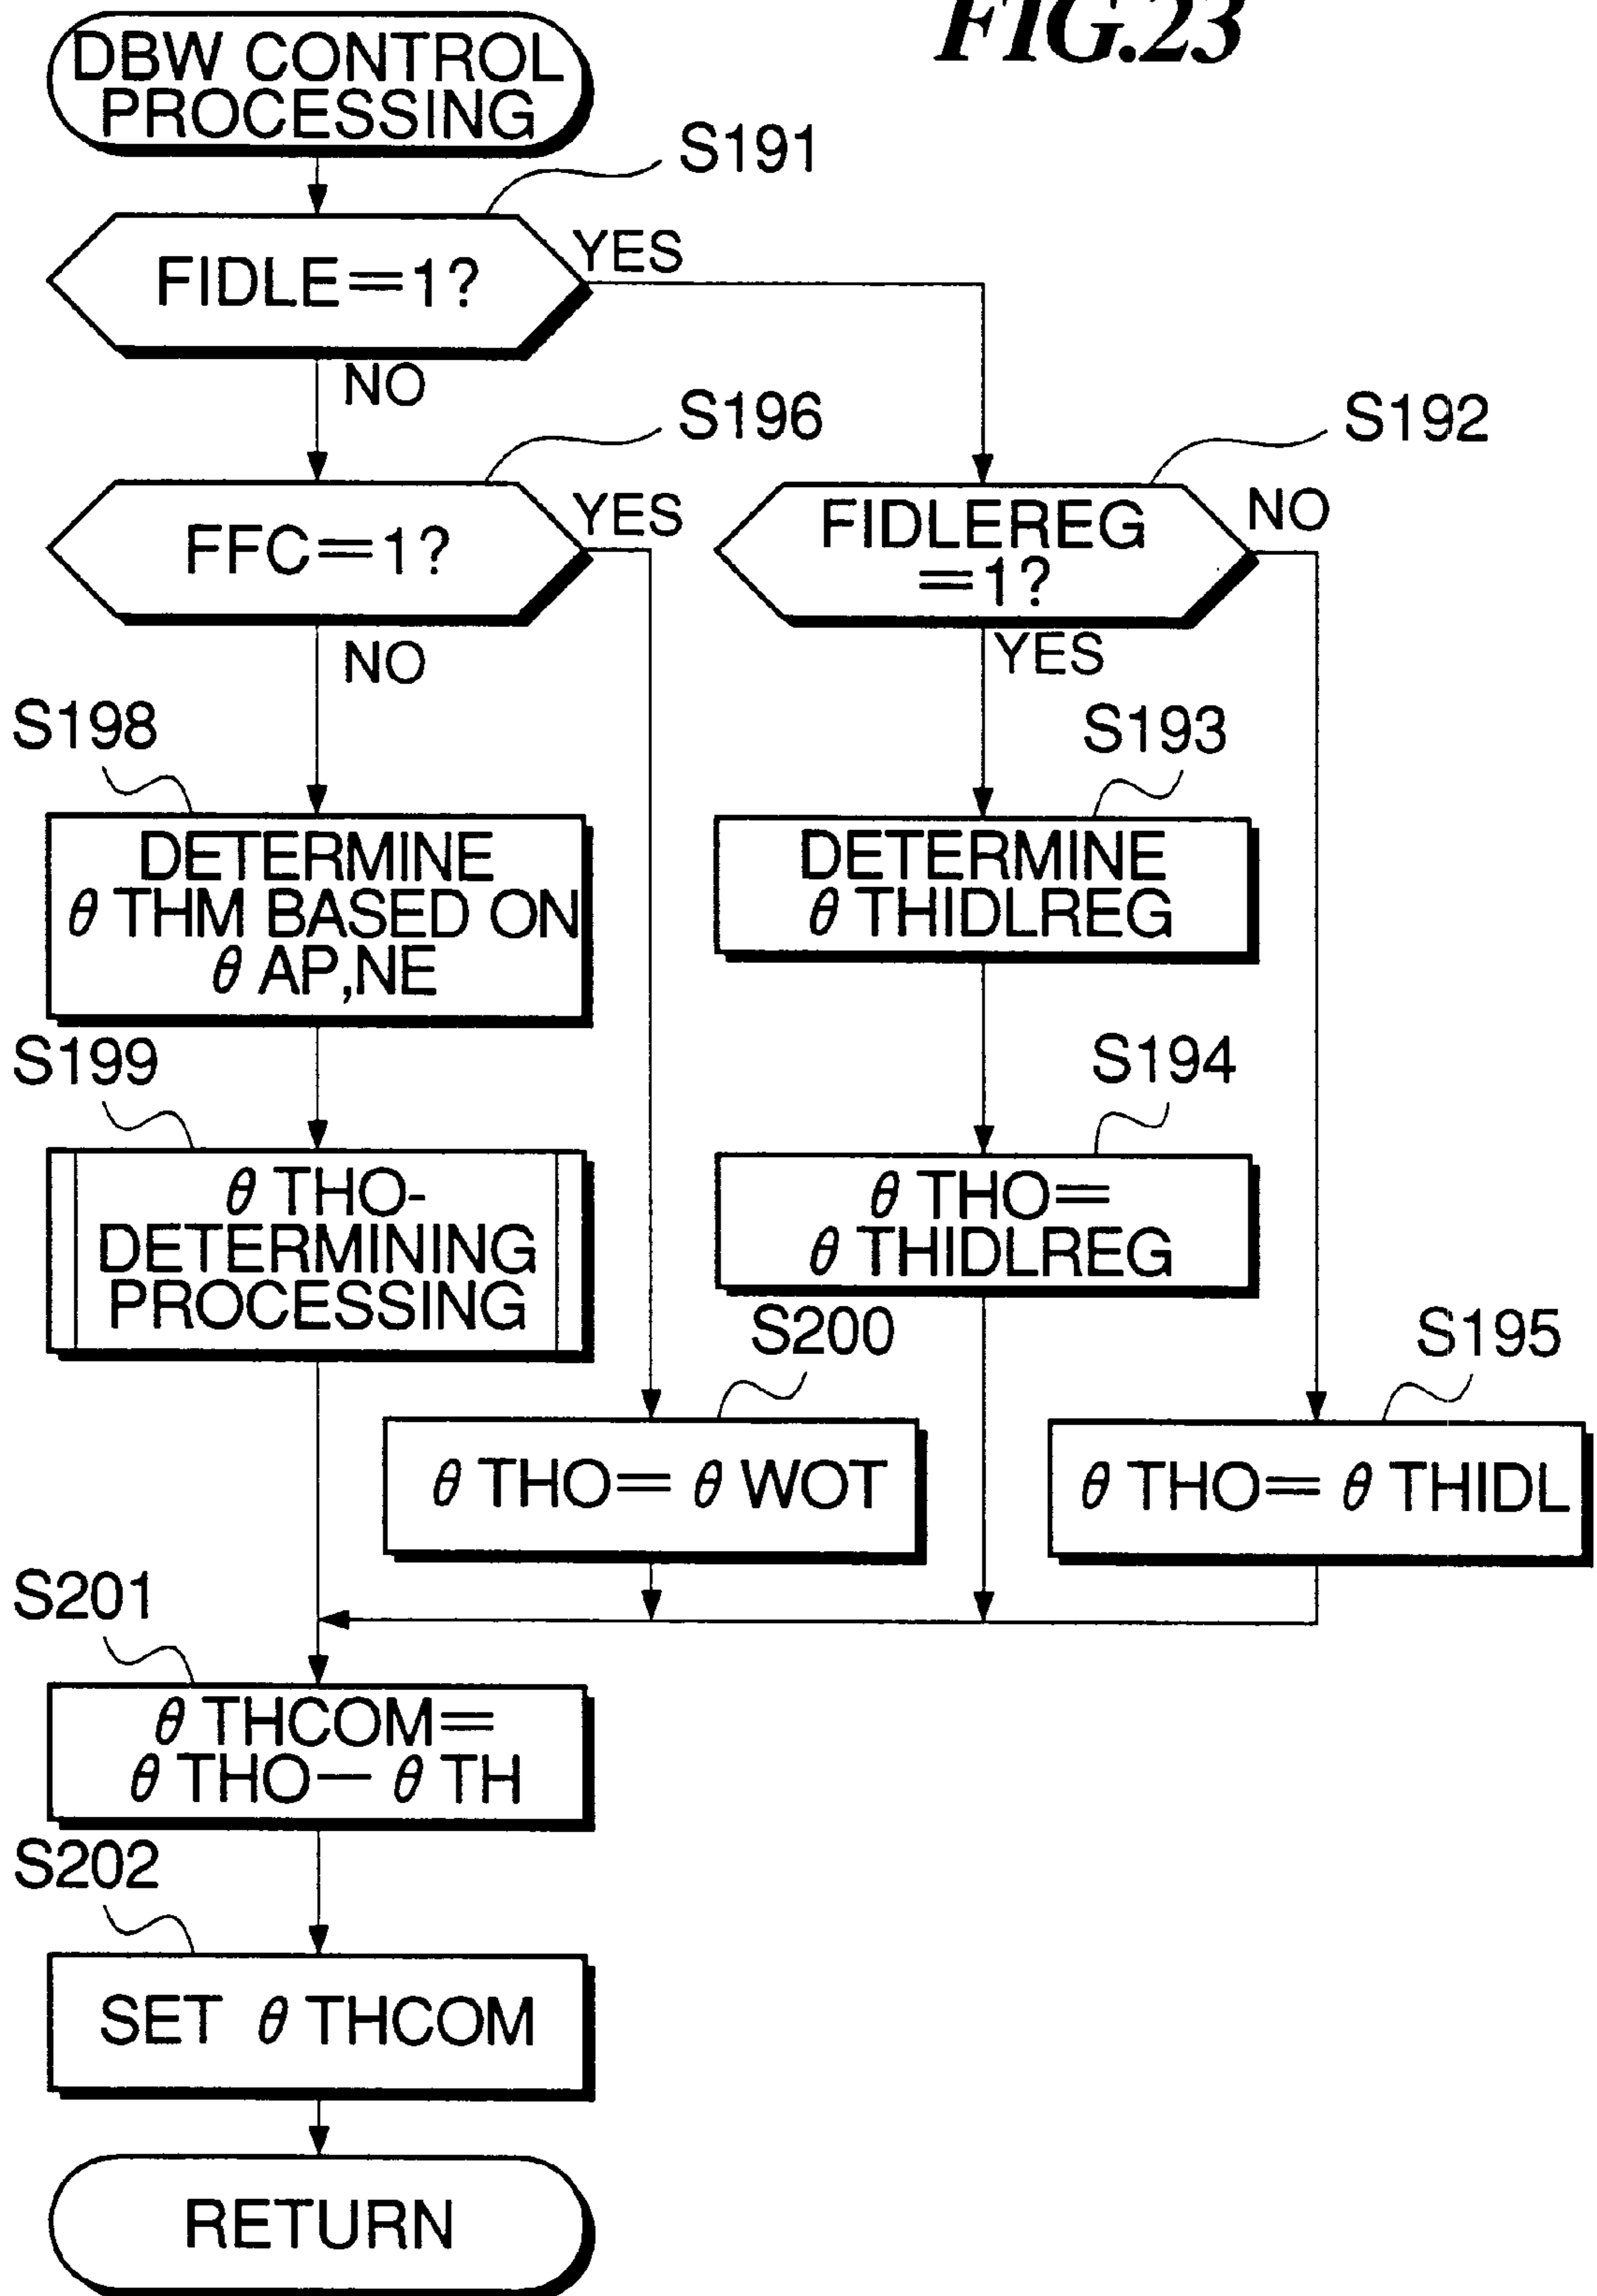 FIG.23
DBW CONTROL
PROCESSING
S191
FIDLE=1?
YES
NO
S196
FFC=1?
YES
NO
S192
FIDLEREG
=1?
NO
YES
S198
DETERMINE
θ THM BASED ON
θ AP,NE
S193
DETERMINE
θ THIDLREG
S199
θ THO-
DETERMINING
PROCESSING
S194
θ THO=
θ THIDLREG
S200
θ THO= θ WOT
S195
θ THO= θ THIDL
S201
θ THCOM=
θ THO− θ TH
S202
SET θ THCOM
RETURN